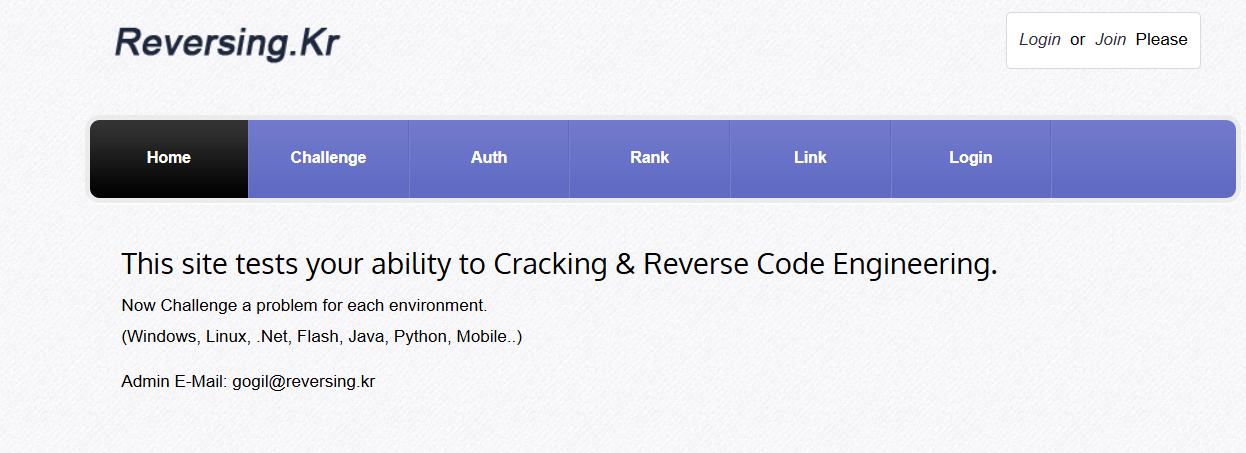 Reversing.Kr
Login or Join Please
Home Challenge Auth Rank Link Login
This site tests your ability to Cracking & Reverse Code Engineering.
Now Challenge a problem for each environment.
(Windows, Linux, .Net, Flash, Java, Python, Mobile..)
Admin E-Mail: gogil@reversing.kr